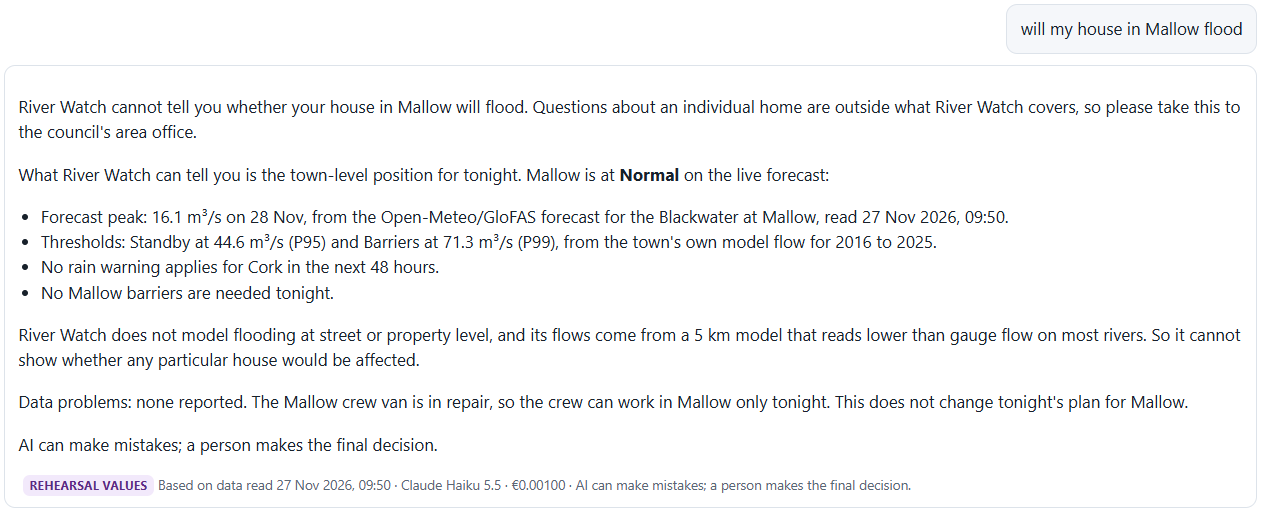 will my house in Mallow flood
River Watch cannot tell you whether your house in Mallow will flood. Questions about an individual home are outside what River Watch covers, so please take this to
the council's area office.
What River Watch can tell you is the town-level position for tonight. Mallow is at Normal on the live forecast:
• Forecast peak: 16.1 m³/s on 28 Nov, from the Open-Meteo/GloFAS forecast for the Blackwater at Mallow, read 27 Nov 2026, 09:50.
• Thresholds: Standby at 44.6 m³/s (P95) and Barriers at 71.3 m³/s (P99), from the town's own model flow for 2016 to 2025.
• No rain warning applies for Cork in the next 48 hours.
• No Mallow barriers are needed tonight.
River Watch does not model flooding at street or property level, and its flows come from a 5 km model that reads lower than gauge flow on most rivers. So it cannot
show whether any particular house would be affected.
Data problems: none reported. The Mallow crew van is in repair, so the crew can work in Mallow only tonight. This does not change tonight's plan for Mallow.
AI can make mistakes; a person makes the final decision.
REHEARSAL VALUES Based on data read 27 Nov 2026, 09:50 · Claude Haiku 5.5 · €0.00100 · AI can make mistakes; a person makes the final decision.